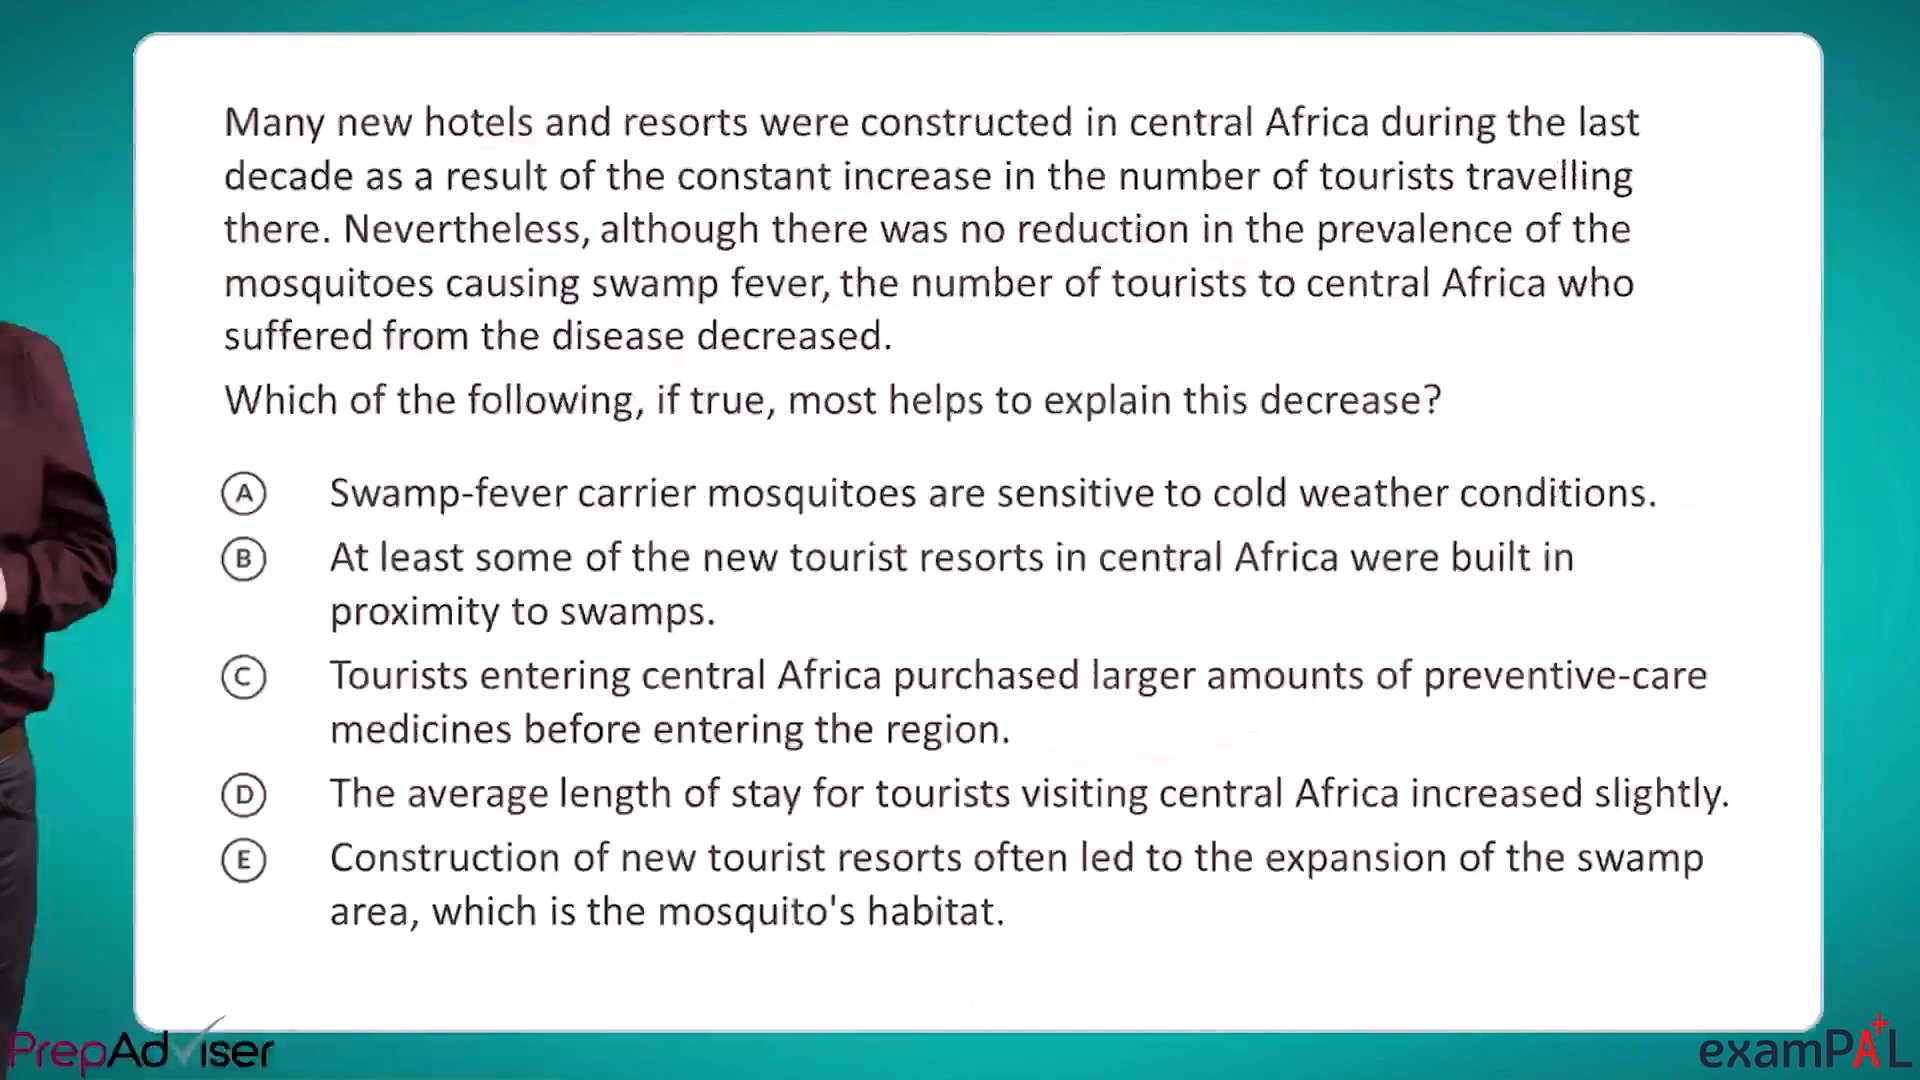 Many new hotels and resorts were constructed in central Africa during the last
decade as a result of the constant increase in the number of tourists travelling
there. Nevertheless, although there was no reduction in the prevalence of the
mosquitoes causing swamp fever, the number of tourists to central Africa who
suffered from the disease decreased.
Which of the following, if true, most helps to explain this decrease?
A Swamp-fever carrier mosquitoes are sensitive to cold weather conditions.
B At least some of the new tourist resorts in central Africa were built in
proximity to swamps.
C Tourists entering central Africa purchased larger amounts of preventive-care
medicines before entering the region.
D The average length of stay for tourists visiting central Africa increased slightly.
E Construction of new tourist resorts often led to the expansion of the swamp
area, which is the mosquito's habitat.
PrepAdviser
examPAL